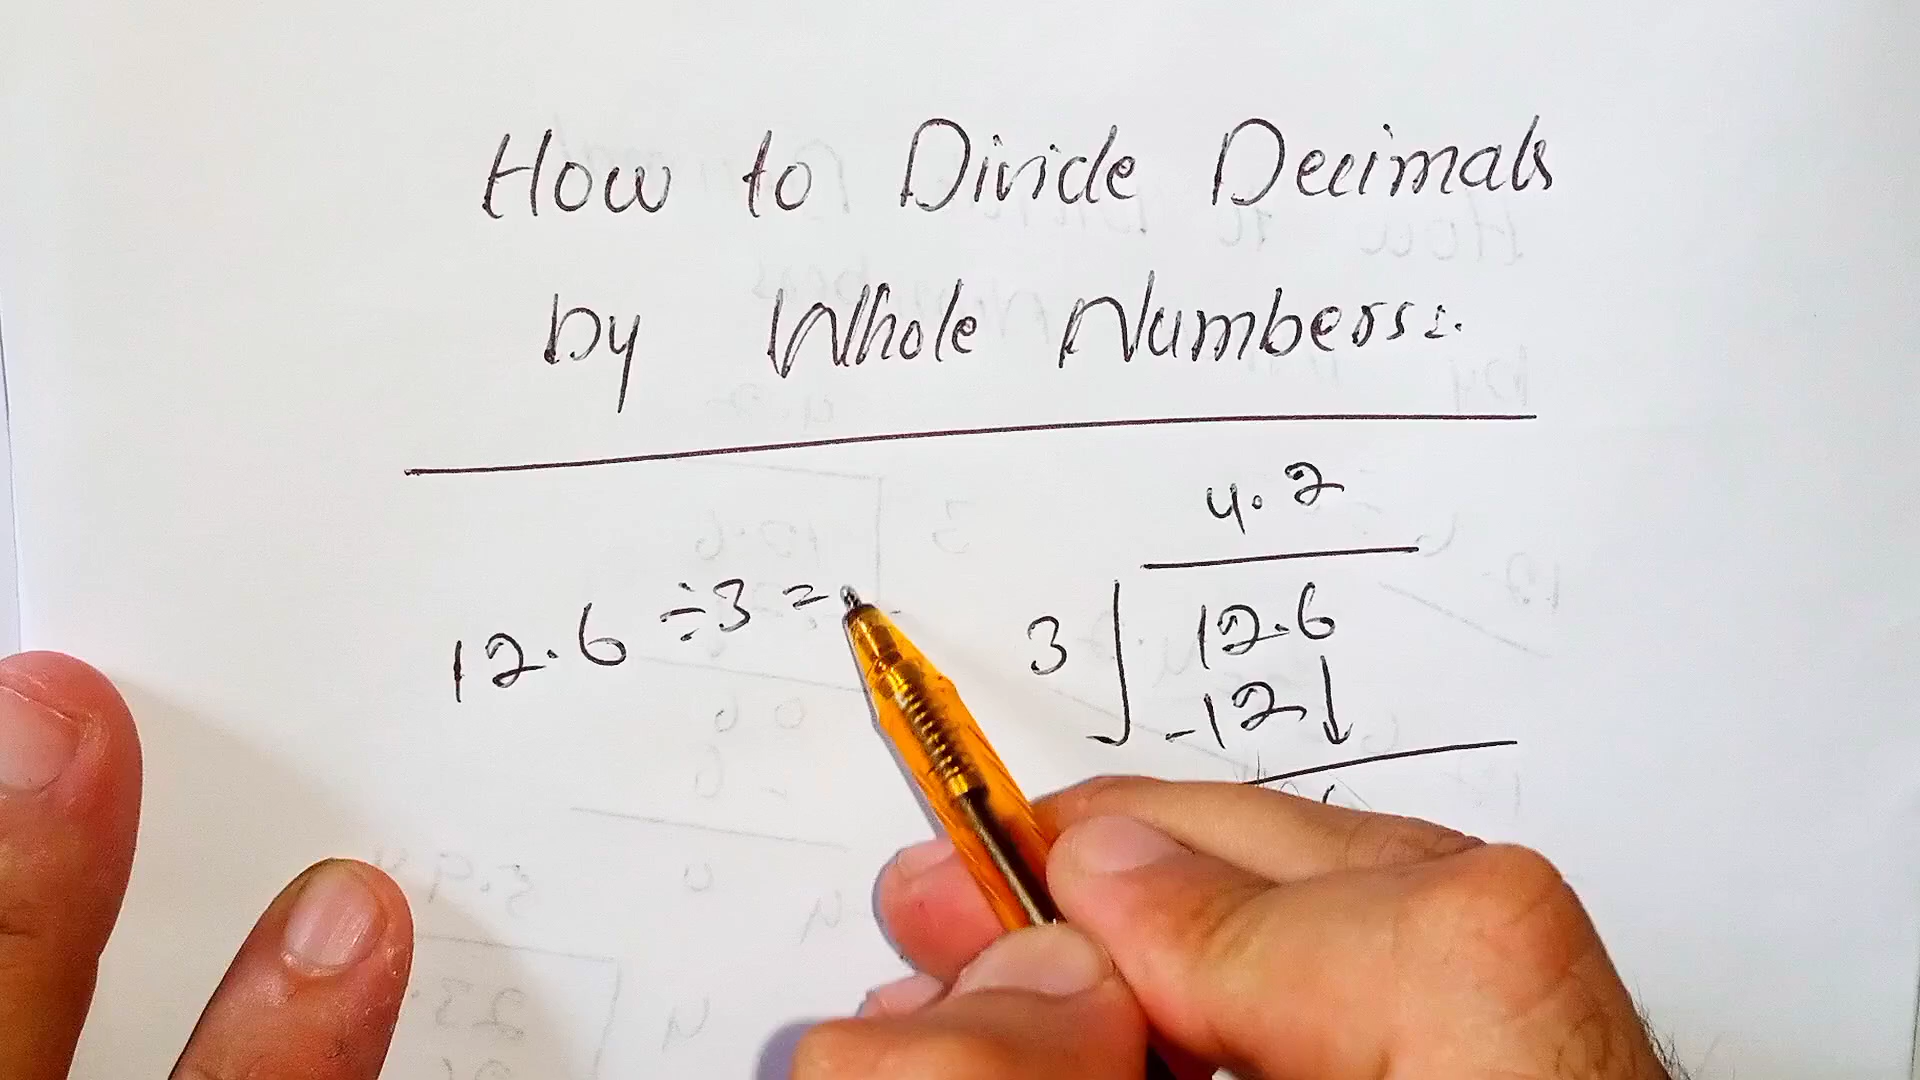 How to Divide Decimals
by Whole Numbers:.
4.2
12.6 ÷ 3 =
3 12.6
-12↓